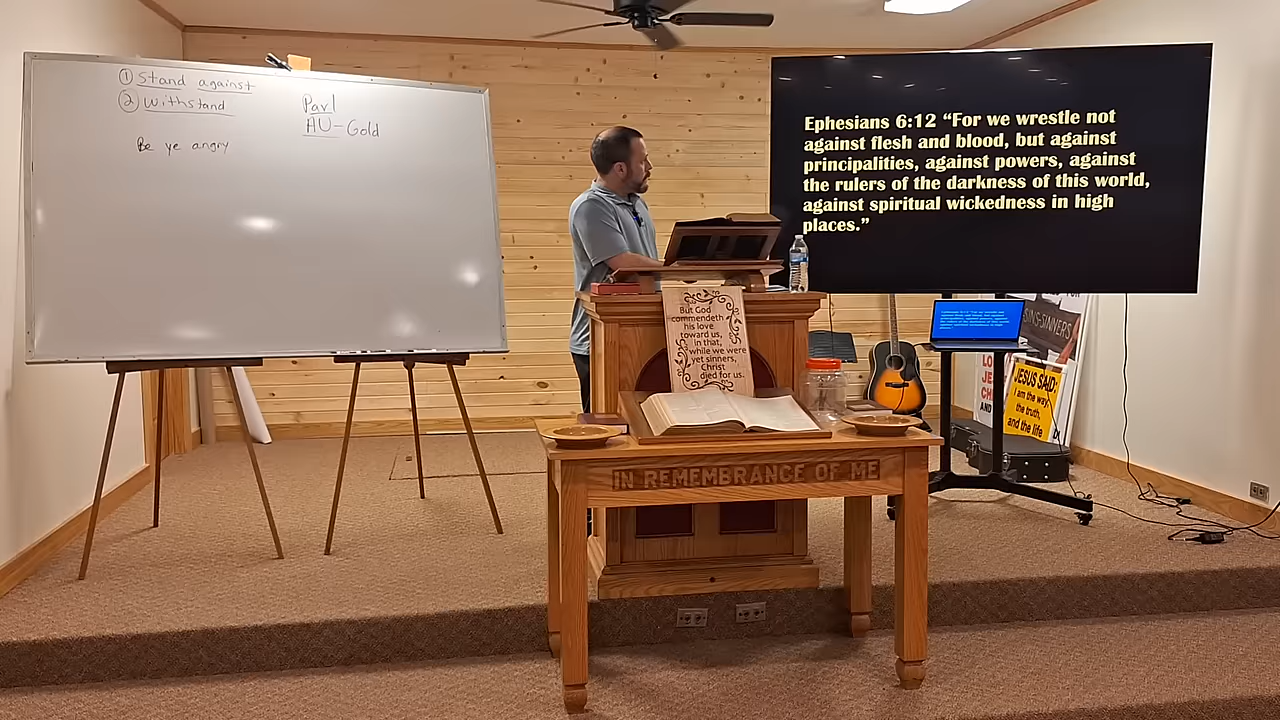 ① Stand against
② Withstand
Be ye angry
Parl
AU-Gold
Ephesians 6:12 “For we wrestle not
against flesh and blood, but against
principalities, against powers, against
the rulers of the darkness of this world,
against spiritual wickedness in high
places.”
But God
commendeth
his love
toward us
in that,
while we were
yet sinners,
Christ
died for us.
IN REMEMBRANCE OF ME
SINS-SINNERS
JESUS SAID:
I am the way,
the truth,
and the life